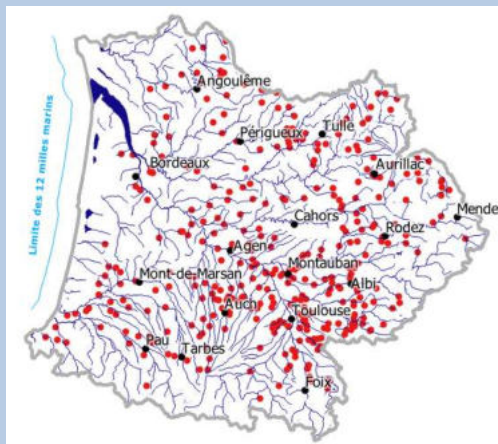 Angoulême
Périgueux
Tulle
Limite des 12 milles marins
Bordeaux
Aurillac
Mende
Cahors
Rodez
Agen
Mont-de-Marsan
Montauban
Albi
Auch
Toulouse
Pau
Tarbes
Foix